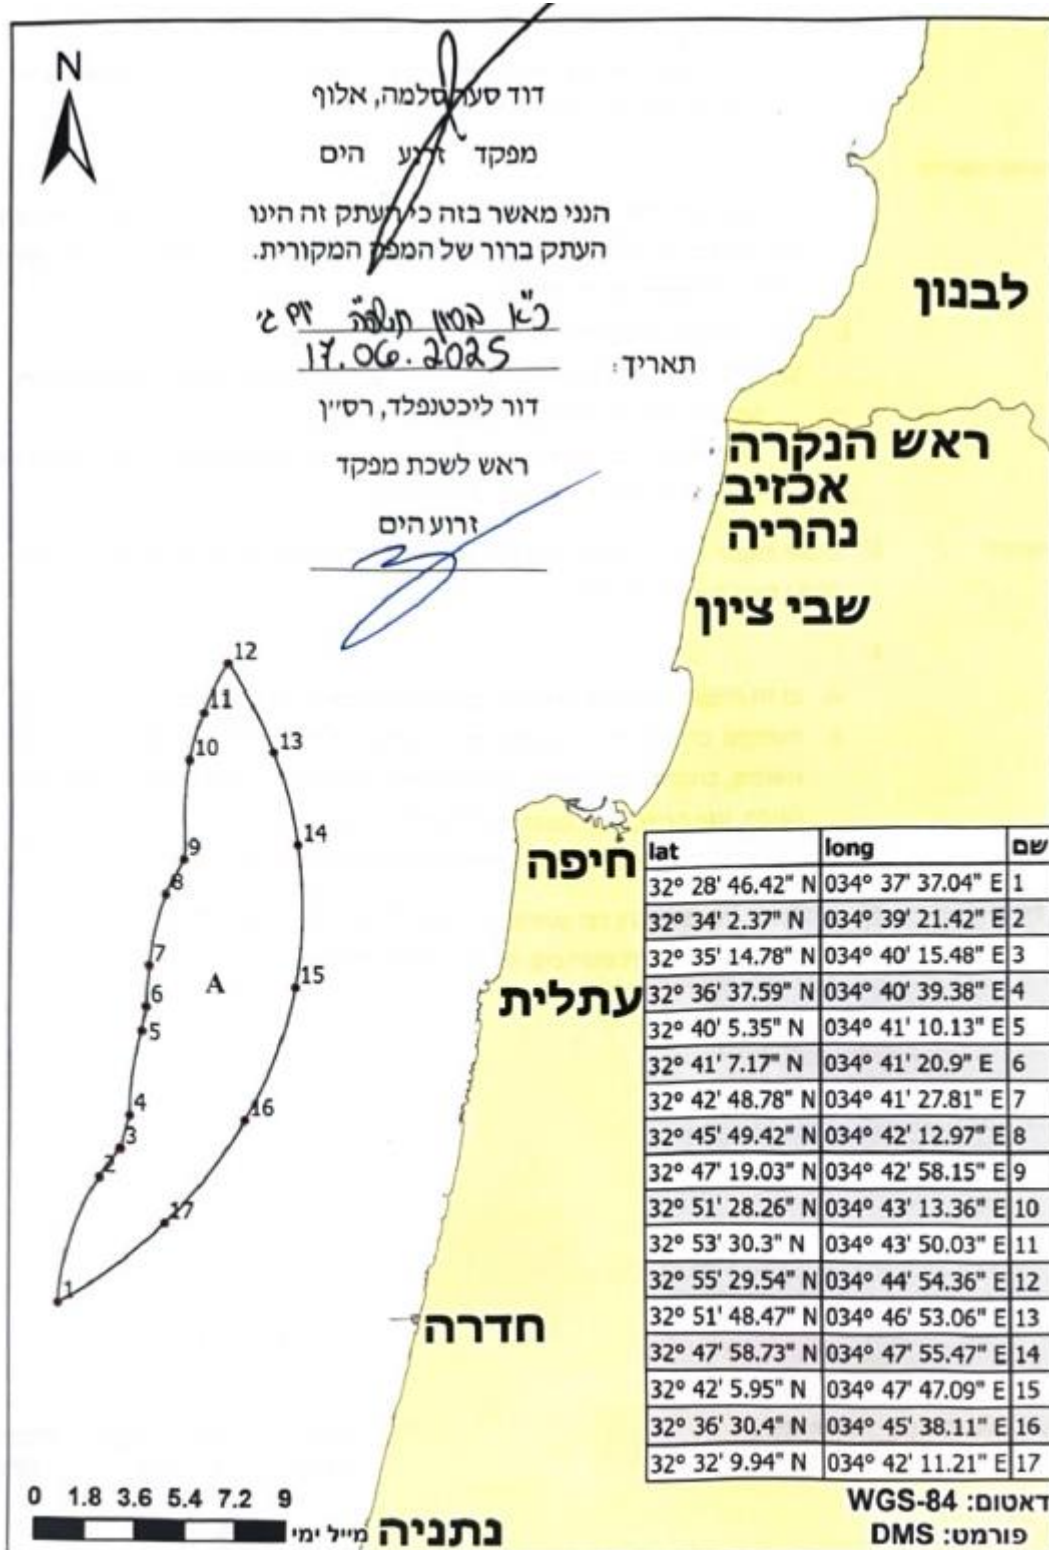 N
דוד סער סלמה, אלוף
מפקד זרוע הים
הנני מאשר בזה כי העתק זה הינו
העתק ברור של המפה המקורית.
כ"א בסיון תשפ"ה יום ג'
תאריך: 17.06.2025
דור ליכטנפלד, רס"ן
ראש לשכת מפקד
זרוע הים
לבנון
ראש הנקרה
אכזיב
נהריה
שבי ציון
חיפה
עתלית
חדרה
נתניה
12
11
13
10
14
9
8
7
A
15
6
5
4
16
3
2
17
1
lat long שם
32° 28' 46.42" N 034° 37' 37.04" E 1
32° 34' 2.37" N 034° 39' 21.42" E 2
32° 35' 14.78" N 034° 40' 15.48" E 3
32° 36' 37.59" N 034° 40' 39.38" E 4
32° 40' 5.35" N 034° 41' 10.13" E 5
32° 41' 7.17" N 034° 41' 20.9" E 6
32° 42' 48.78" N 034° 41' 27.81" E 7
32° 45' 49.42" N 034° 42' 12.97" E 8
32° 47' 19.03" N 034° 42' 58.15" E 9
32° 51' 28.26" N 034° 43' 13.36" E 10
32° 53' 30.3" N 034° 43' 50.03" E 11
32° 55' 29.54" N 034° 44' 54.36" E 12
32° 51' 48.47" N 034° 46' 53.06" E 13
32° 47' 58.73" N 034° 47' 55.47" E 14
32° 42' 5.95" N 034° 47' 47.09" E 15
32° 36' 30.4" N 034° 45' 38.11" E 16
32° 32' 9.94" N 034° 42' 11.21" E 17
0 1.8 3.6 5.4 7.2 9
מייל ימי
דאטום: WGS-84
פורמט: DMS